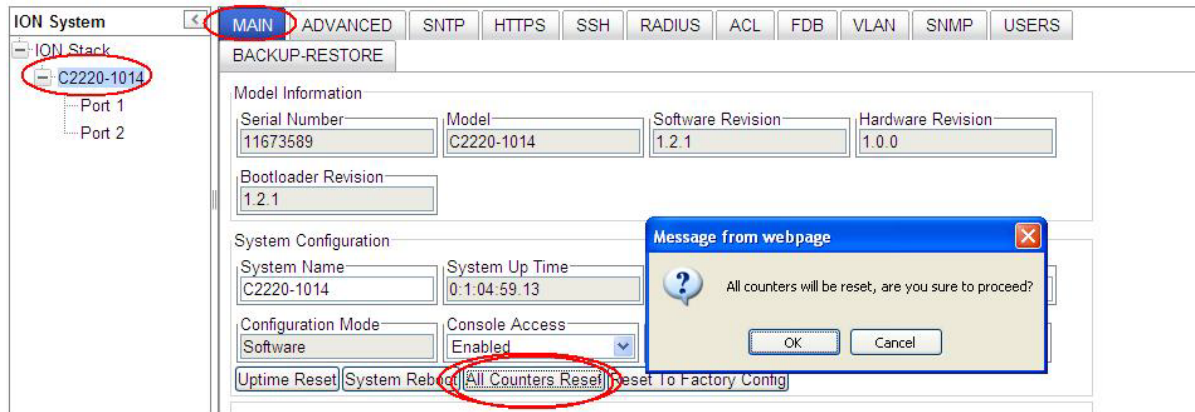 ION System
MAIN ADVANCED SNTP HTTPS SSH RADIUS ACL FDB VLAN SNMP USERS
BACKUP-RESTORE
ION Stack
C2220-1014
Port 1
Port 2
Model Information
Serial Number Model Software Revision Hardware Revision
11673589 C2220-1014 1.2.1 1.0.0
Bootloader Revision
1.2.1
System Configuration
System Name System Up Time
C2220-1014 0:1:04:59.13
Configuration Mode Console Access
Software Enabled
Uptime Reset System Reboot All Counters Reset Reset To Factory Config
Message from webpage
All counters will be reset, are you sure to proceed?
OK Cancel